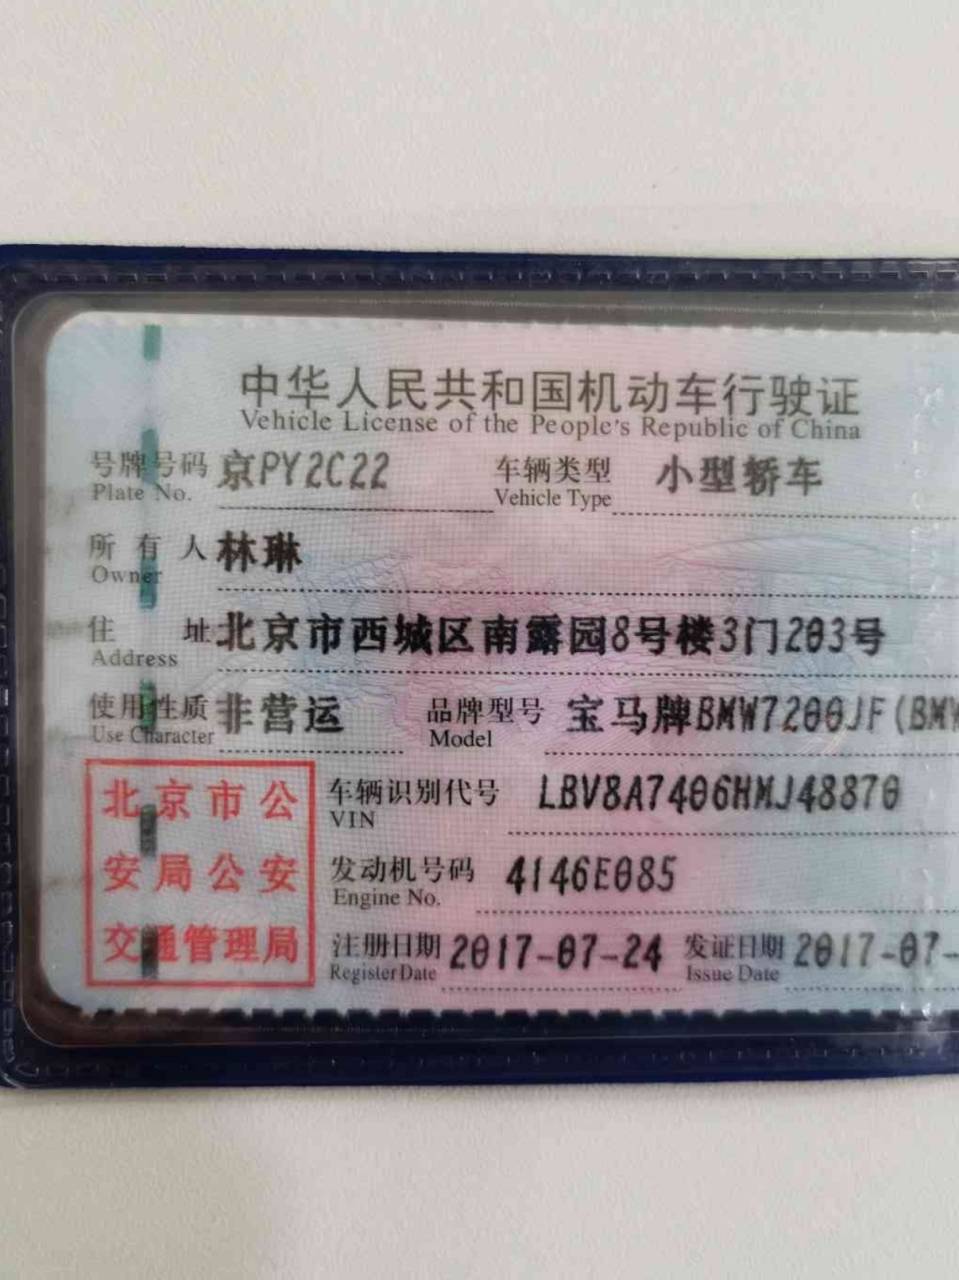 中华人民共和国机动车行驶证
Vehicle License of the People's Republic of China
号牌号码 京PY2C22 车辆类型 小型轿车
Plate No. Vehicle Type
所有人 林琳
Owner
住址 北京市西城区南露园8号楼3门203号
Address
使用性质 非营运 品牌型号 宝马牌BMW7200JF(BMW
Use Character Model
北京市公
安局公安
交通管理局
车辆识别代号 LBV8A7406HMJ48870
VIN
发动机号码 4146E085
Engine No.
注册日期 2017-07-24 发证日期 2017-07-
Register Date Issue Date